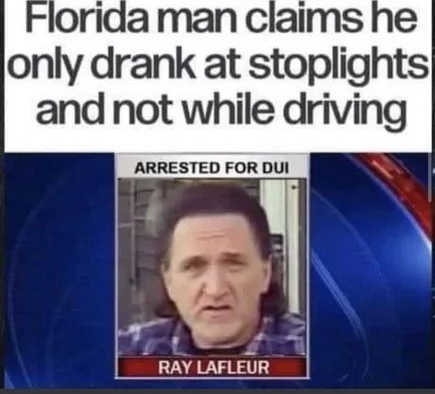 Florida man claims he
only drank at stoplights
and not while driving
ARRESTED FOR DUI
RAY LAFLEUR